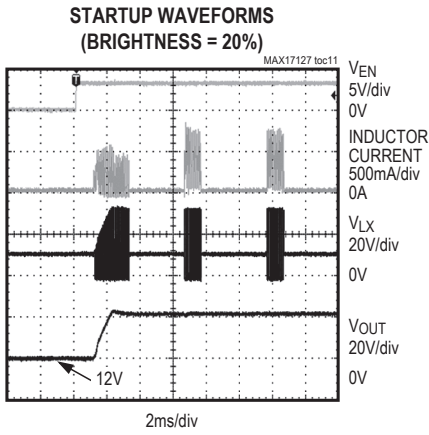 STARTUP WAVEFORMS
(BRIGHTNESS = 20%)
MAX17127 toc11
T
VEN
5V/div
0V
INDUCTOR
CURRENT
500mA/div
0A
VLX
20V/div
0V
VOUT
20V/div
0V
12V
2ms/div